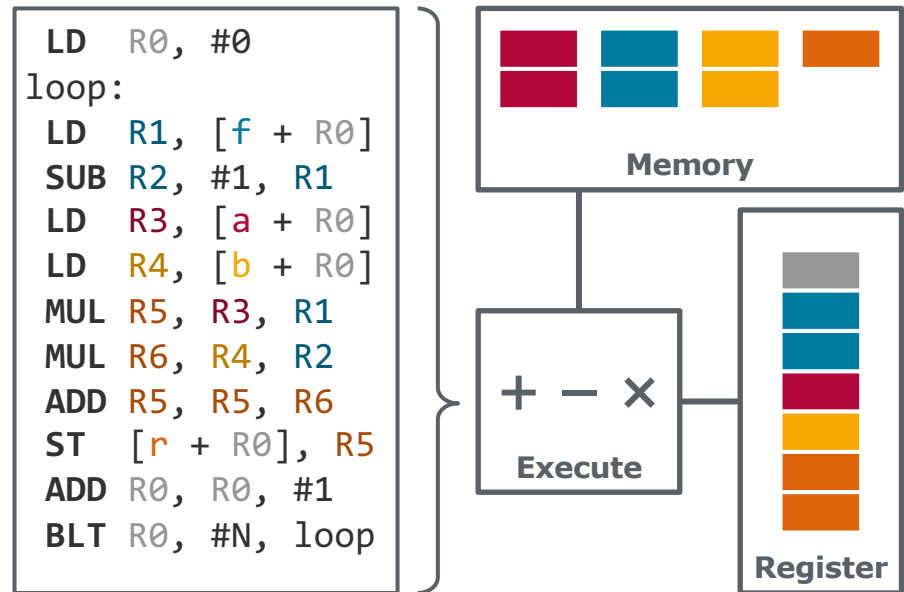 LD R0, #0
loop:
LD R1, [f + R0]
SUB R2, #1, R1
LD R3, [a + R0]
LD R4, [b + R0]
MUL R5, R3, R1
MUL R6, R4, R2
ADD R5, R5, R6
ST [r + R0], R5
ADD R0, R0, #1
BLT R0, #N, loop
Memory
+ − ×
Execute
Register